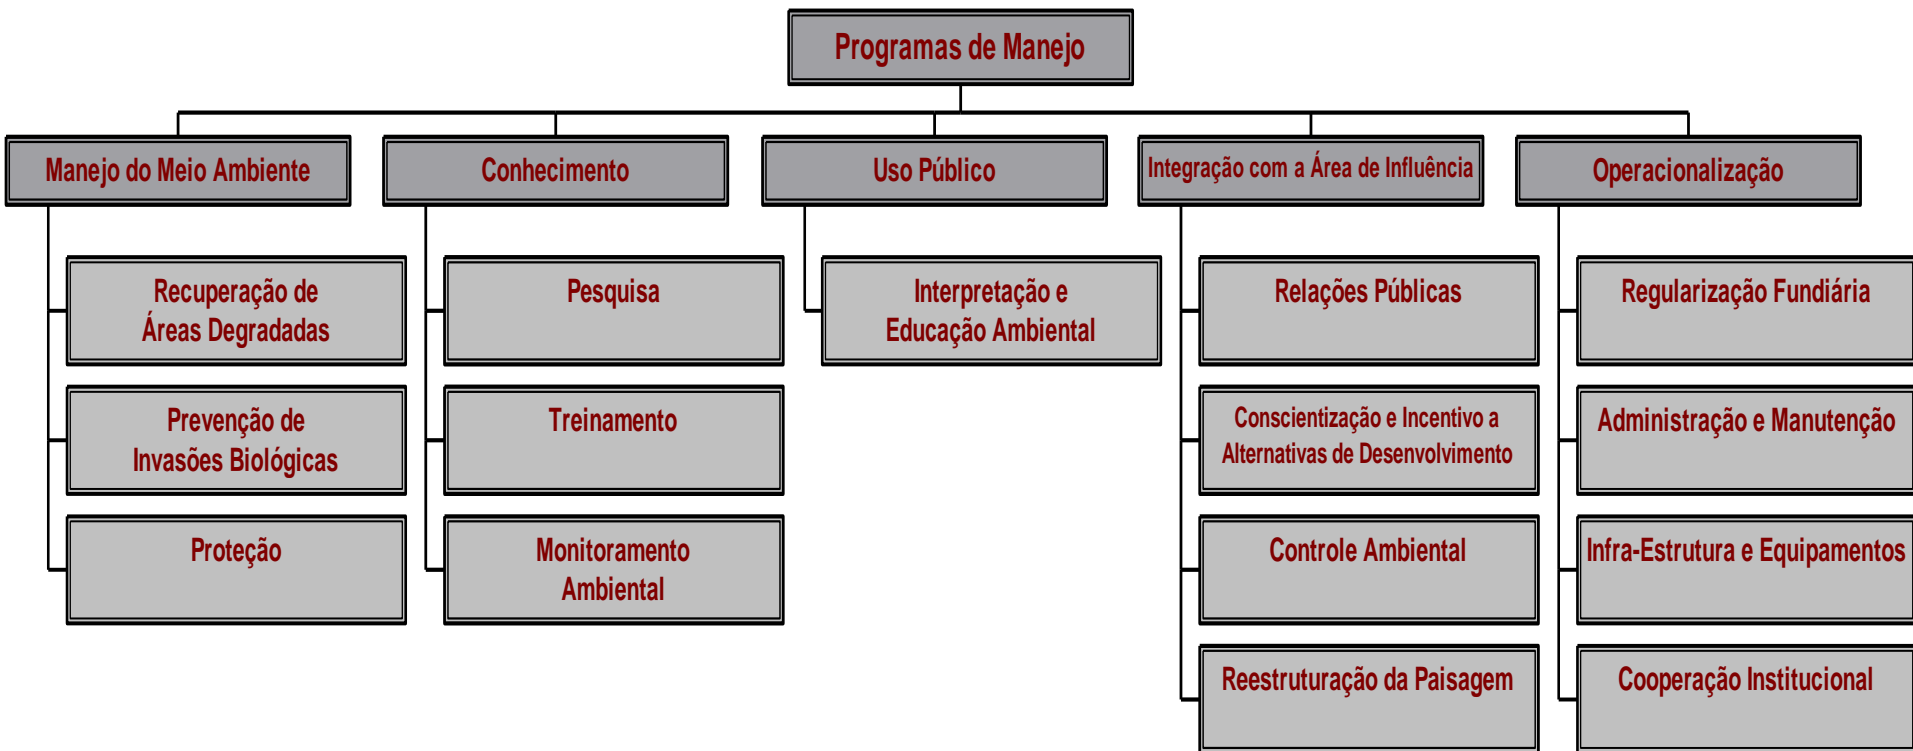 Programas de Manejo
Manejo do Meio Ambiente
Conhecimento
Uso Público
Integração com a Área de Influência
Operacionalização
Recuperação de
Áreas Degradadas
Prevenção de
Invasões Biológicas
Proteção
Pesquisa
Treinamento
Monitoramento
Ambiental
Interpretação e
Educação Ambiental
Relações Públicas
Conscientização e Incentivo a
Alternativas de Desenvolvimento
Controle Ambiental
Reestruturação da Paisagem
Regularização Fundiária
Administração e Manutenção
Infra-Estrutura e Equipamentos
Cooperação Institucional